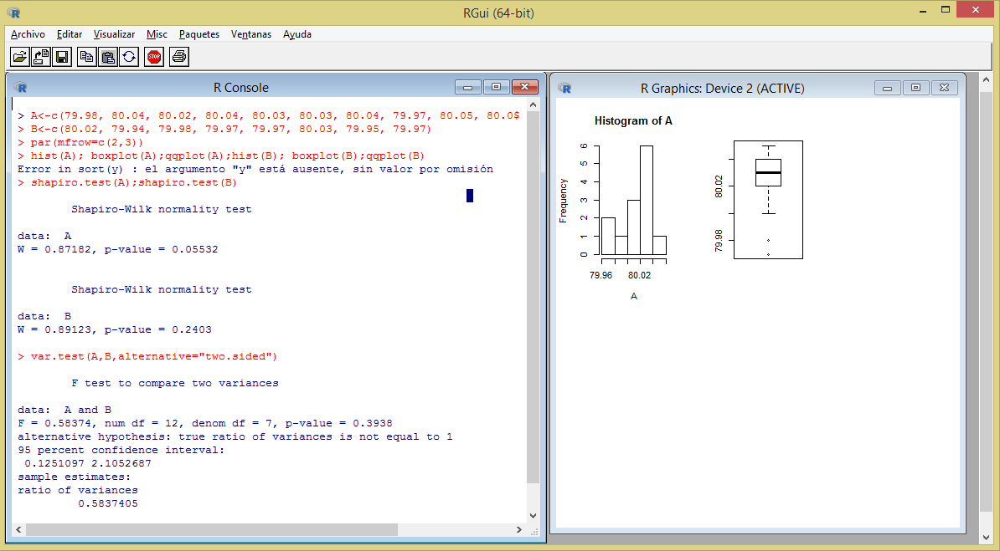 RGui (64-bit)
Archivo Editar Visualizar Misc Paquetes Ventanas Ayuda
STOP
R Console
> A<-c(79.98, 80.04, 80.02, 80.04, 80.03, 80.03, 80.04, 79.97, 80.05, 80.0$
> B<-c(80.02, 79.94, 79.98, 79.97, 79.97, 80.03, 79.95, 79.97)
> par(mfrow=c(2,3))
> hist(A); boxplot(A);qqplot(A);hist(B); boxplot(B);qqplot(B)
Error in sort(y) : el argumento "y" está ausente, sin valor por omisión
> shapiro.test(A);shapiro.test(B)
Shapiro-Wilk normality test
data: A
W = 0.87182, p-value = 0.05532
Shapiro-Wilk normality test
data: B
W = 0.89123, p-value = 0.2403
> var.test(A,B,alternative="two.sided")
F test to compare two variances
data: A and B
F = 0.58374, num df = 12, denom df = 7, p-value = 0.3938
alternative hypothesis: true ratio of variances is not equal to 1
95 percent confidence interval:
0.1251097 2.1052687
sample estimates:
ratio of variances
0.5837405
R Graphics: Device 2 (ACTIVE)
Histogram of A
Frequency
6
5
4
3
2
1
0
79.96 80.02
A
80.02
79.98